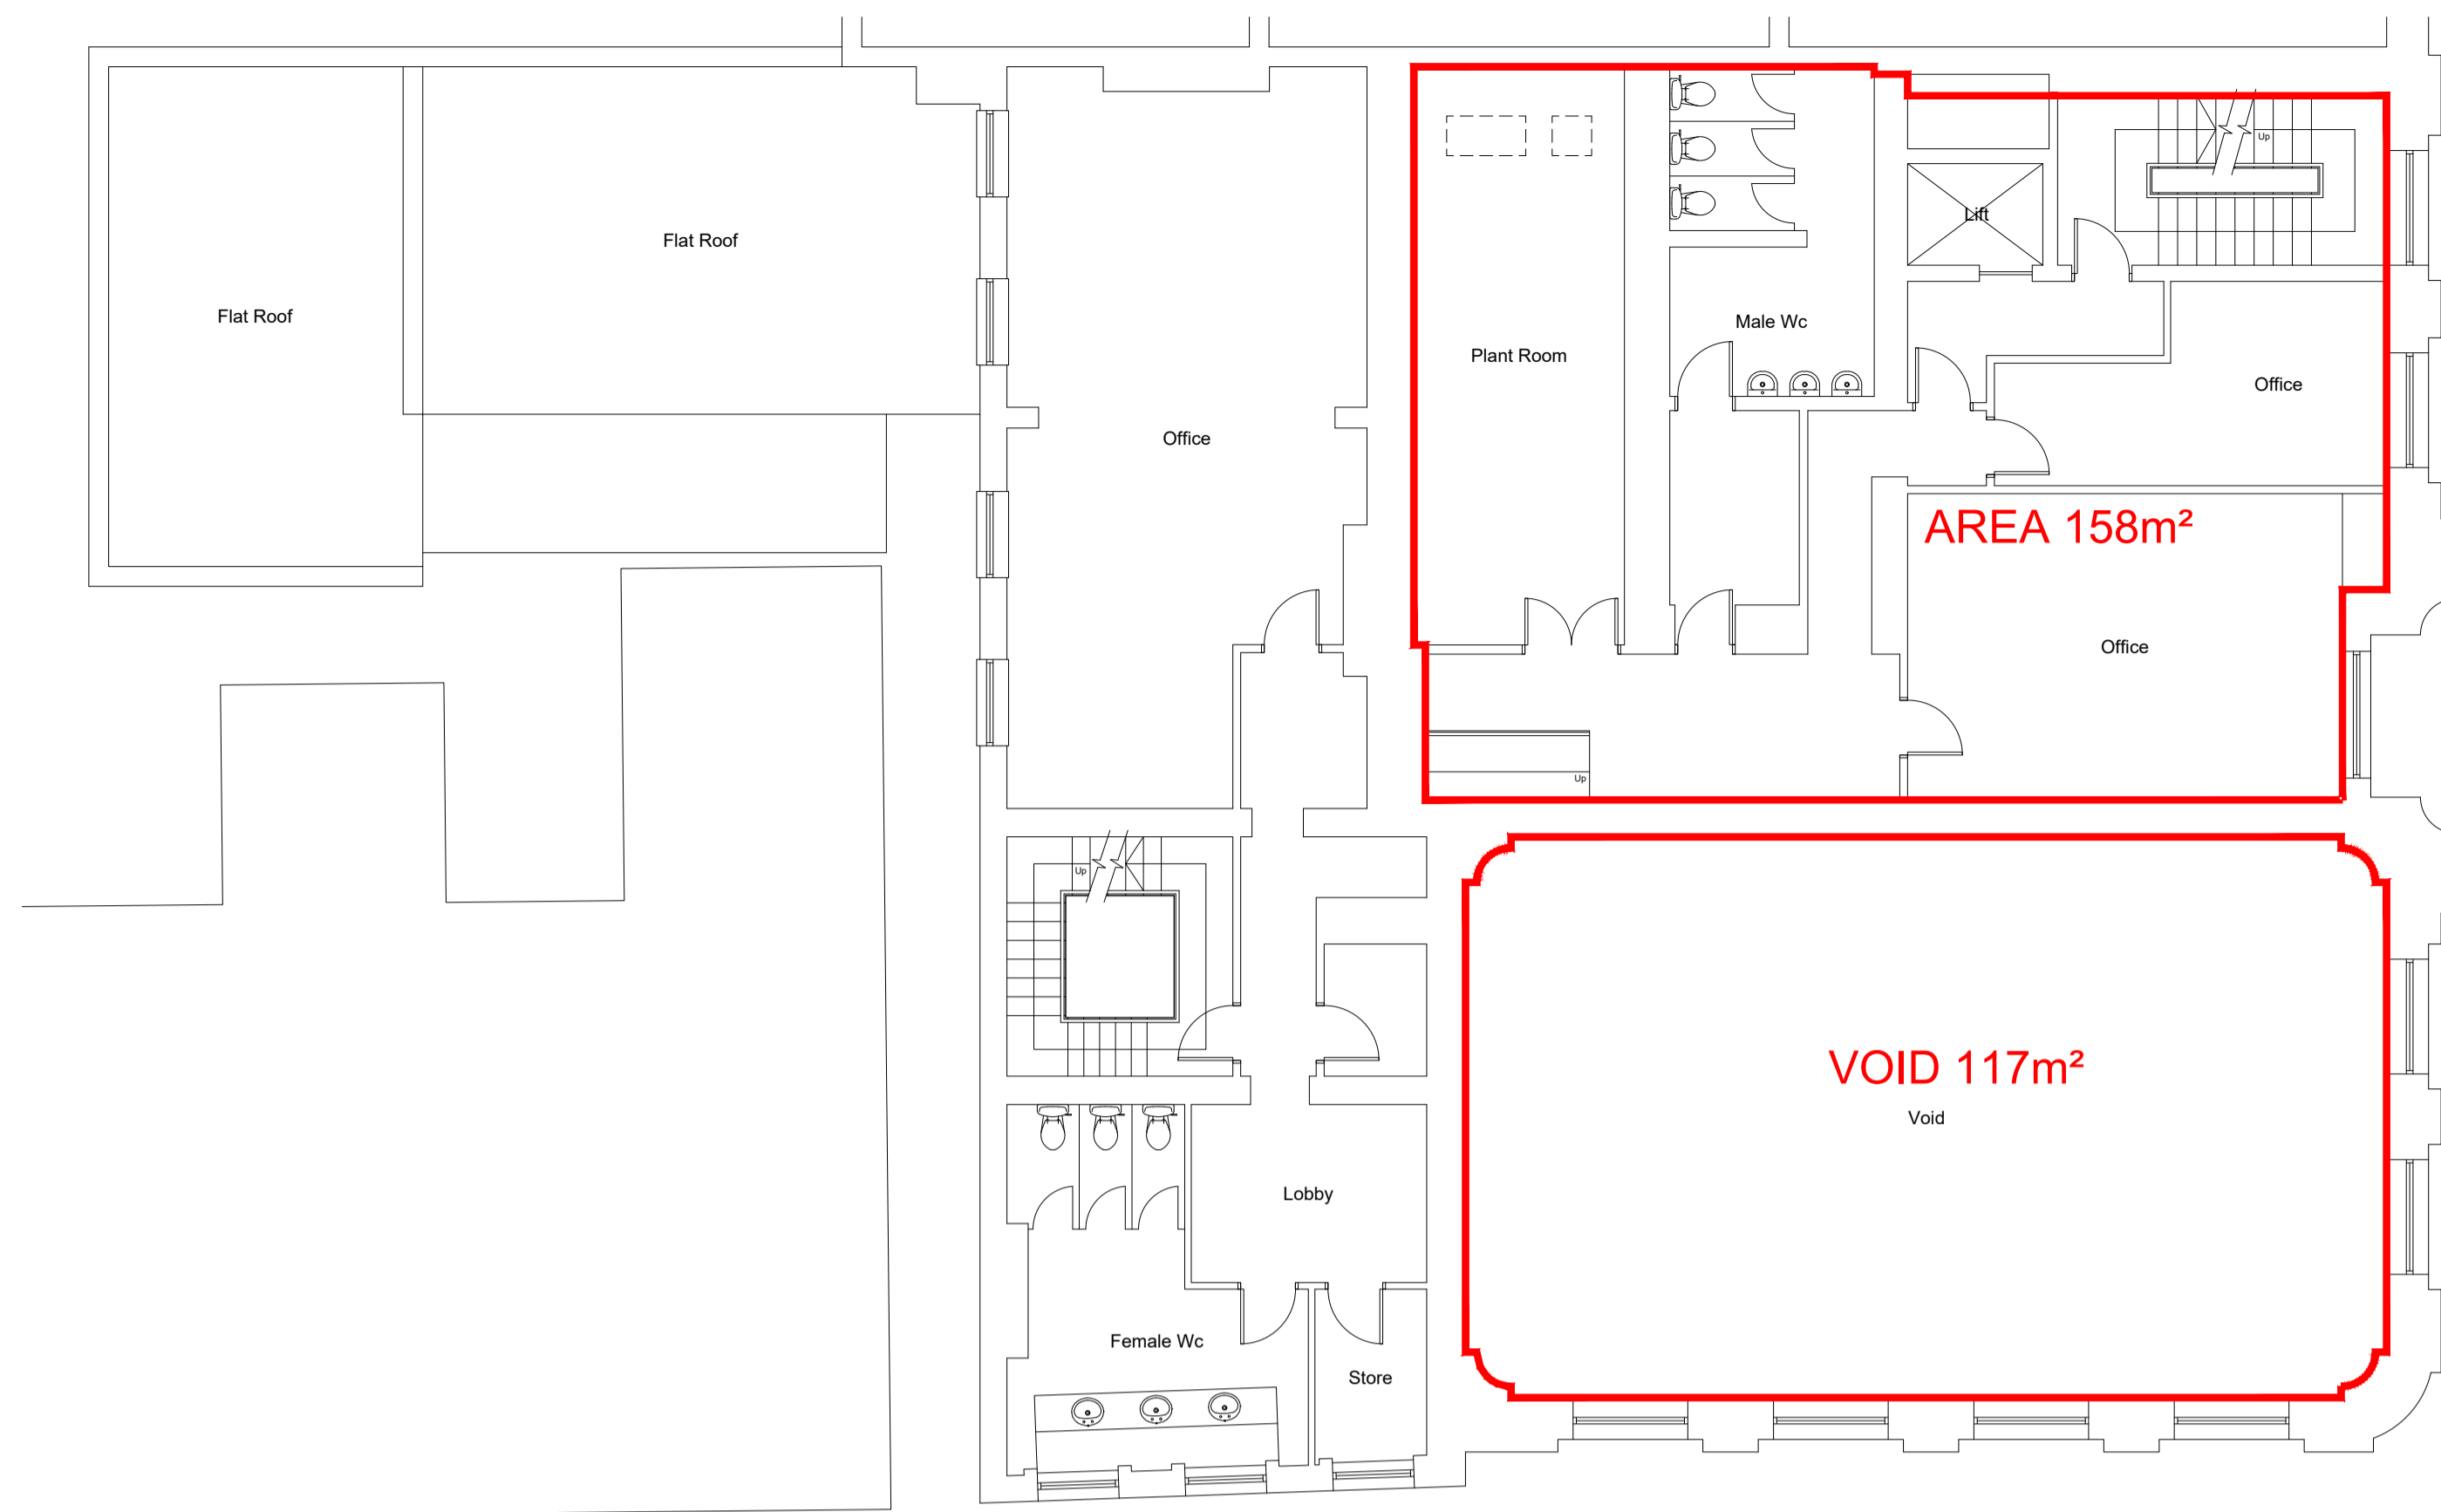 Up
Lift
Flat Roof
Flat Roof
Male Wc
Plant Room
Office
Office
AREA 158m²
Office
Office
Up
Up
VOID 117m²
Void
Lobby
Female Wc
Store